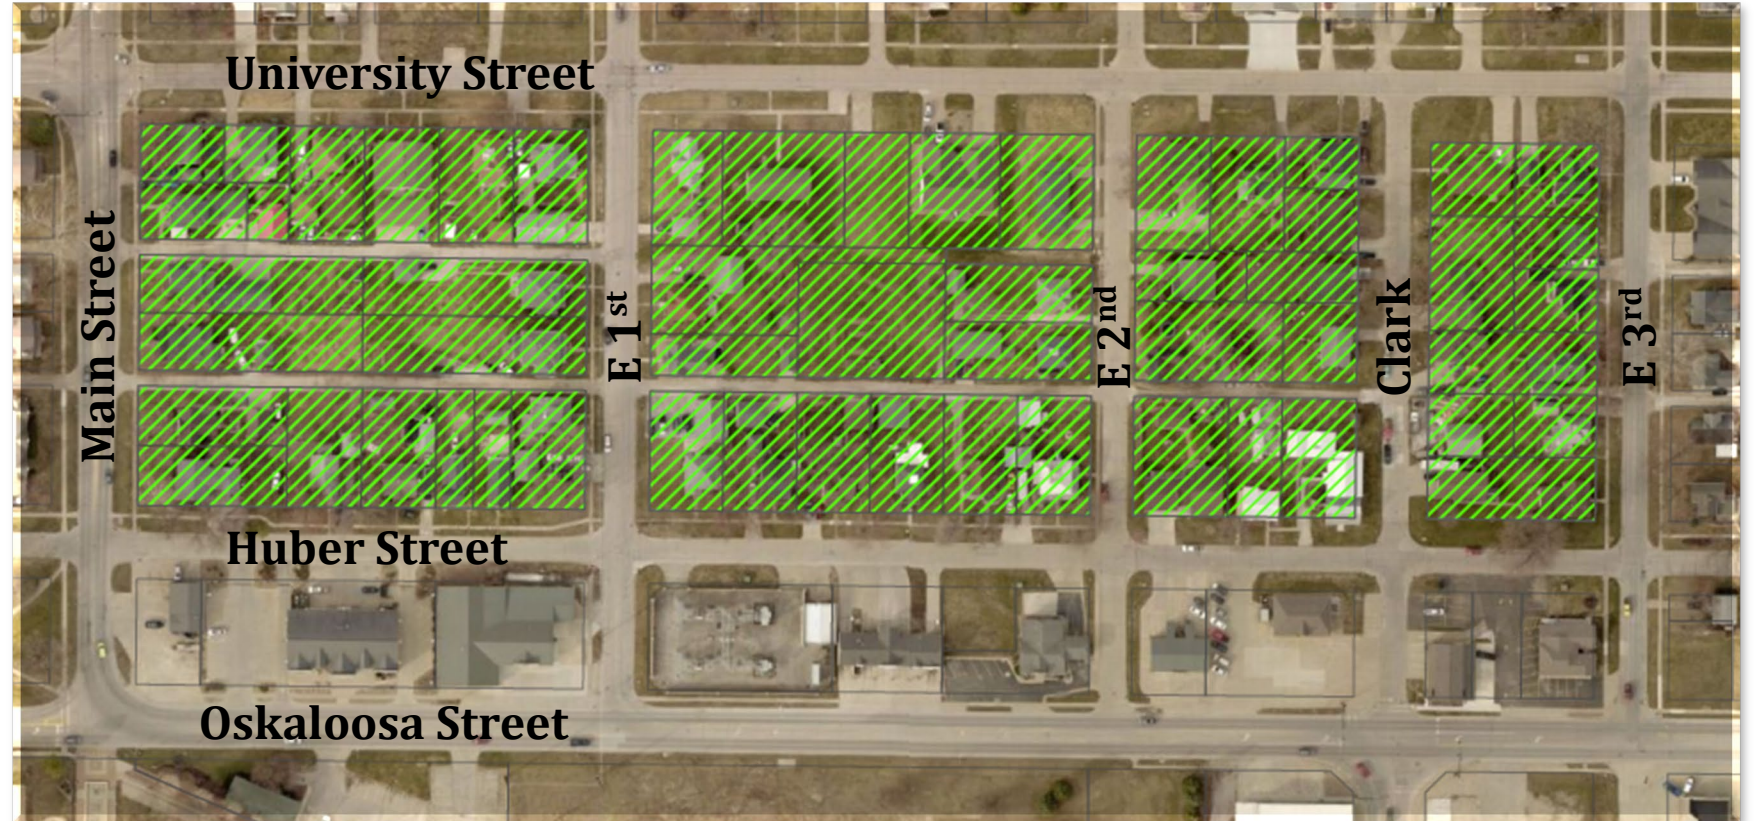 University Street
Main Street
E 1st
E 2nd
Clark
E 3rd
Huber Street
Oskaloosa Street